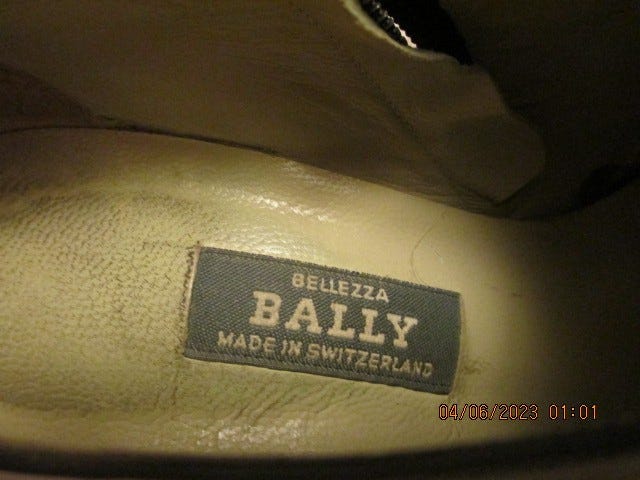 BELLEZZA
BALLY
MADE IN SWITZERLAND
04/06/2023 01:01